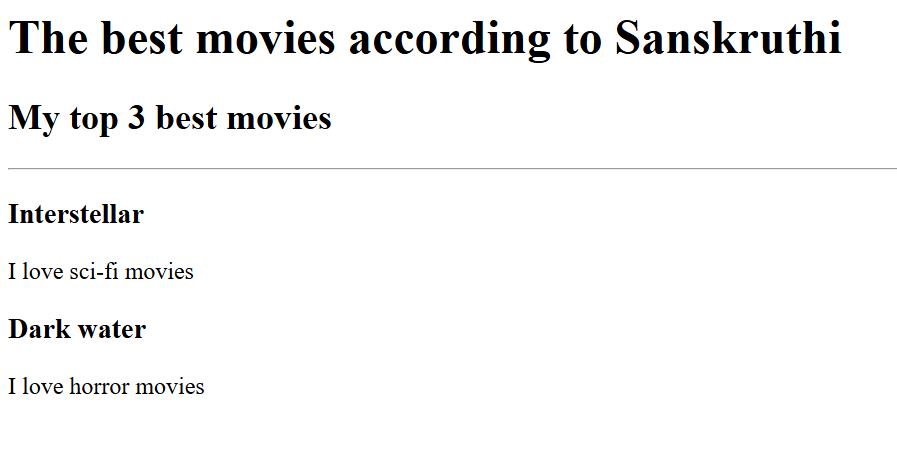 The best movies according to Sanskruthi
My top 3 best movies
Interstellar
I love sci-fi movies
Dark water
I love horror movies